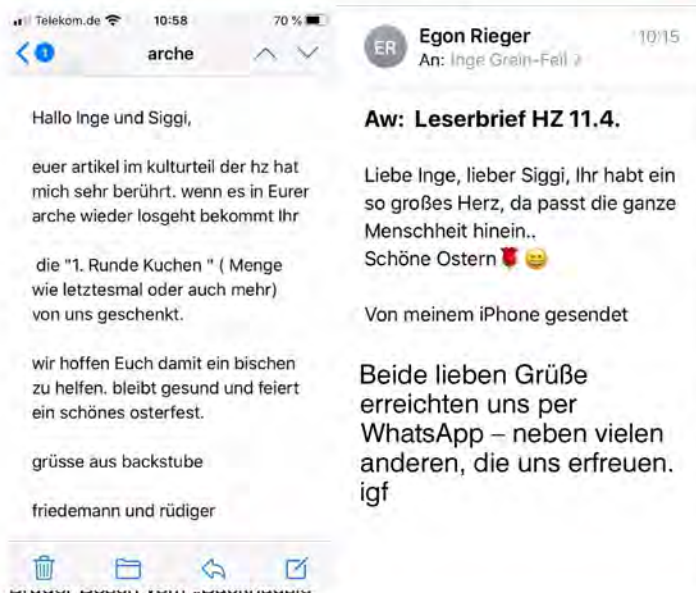 Telekom.de 10:58 70 %
1 arche
Hallo Inge und Siggi,
euer artikel im kulturteil der hz hat
mich sehr berührt. wenn es in Eurer
arche wieder losgeht bekommt Ihr
die "1. Runde Kuchen " ( Menge
wie letztesmal oder auch mehr)
von uns geschenkt.
wir hoffen Euch damit ein bischen
zu helfen. bleibt gesund und feiert
ein schönes osterfest.
grüsse aus backstube
friedemann und rüdiger
ER
Egon Rieger 10:15
An: Inge Grein-Feil
Aw: Leserbrief HZ 11.4.
Liebe Inge, lieber Siggi, Ihr habt ein
so großes Herz, da passt die ganze
Menschheit hinein..
Schöne Ostern🌹😀
Von meinem iPhone gesendet
Beide lieben Grüße
erreichten uns per
WhatsApp – neben vielen
anderen, die uns erfreuen.
igf